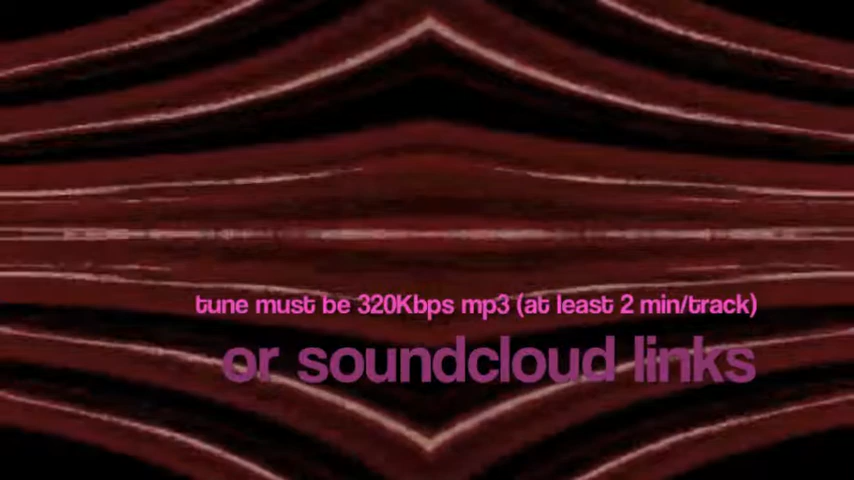 tune must be 320Kbps mp3 (at least 2 min/track)
or soundcloud links